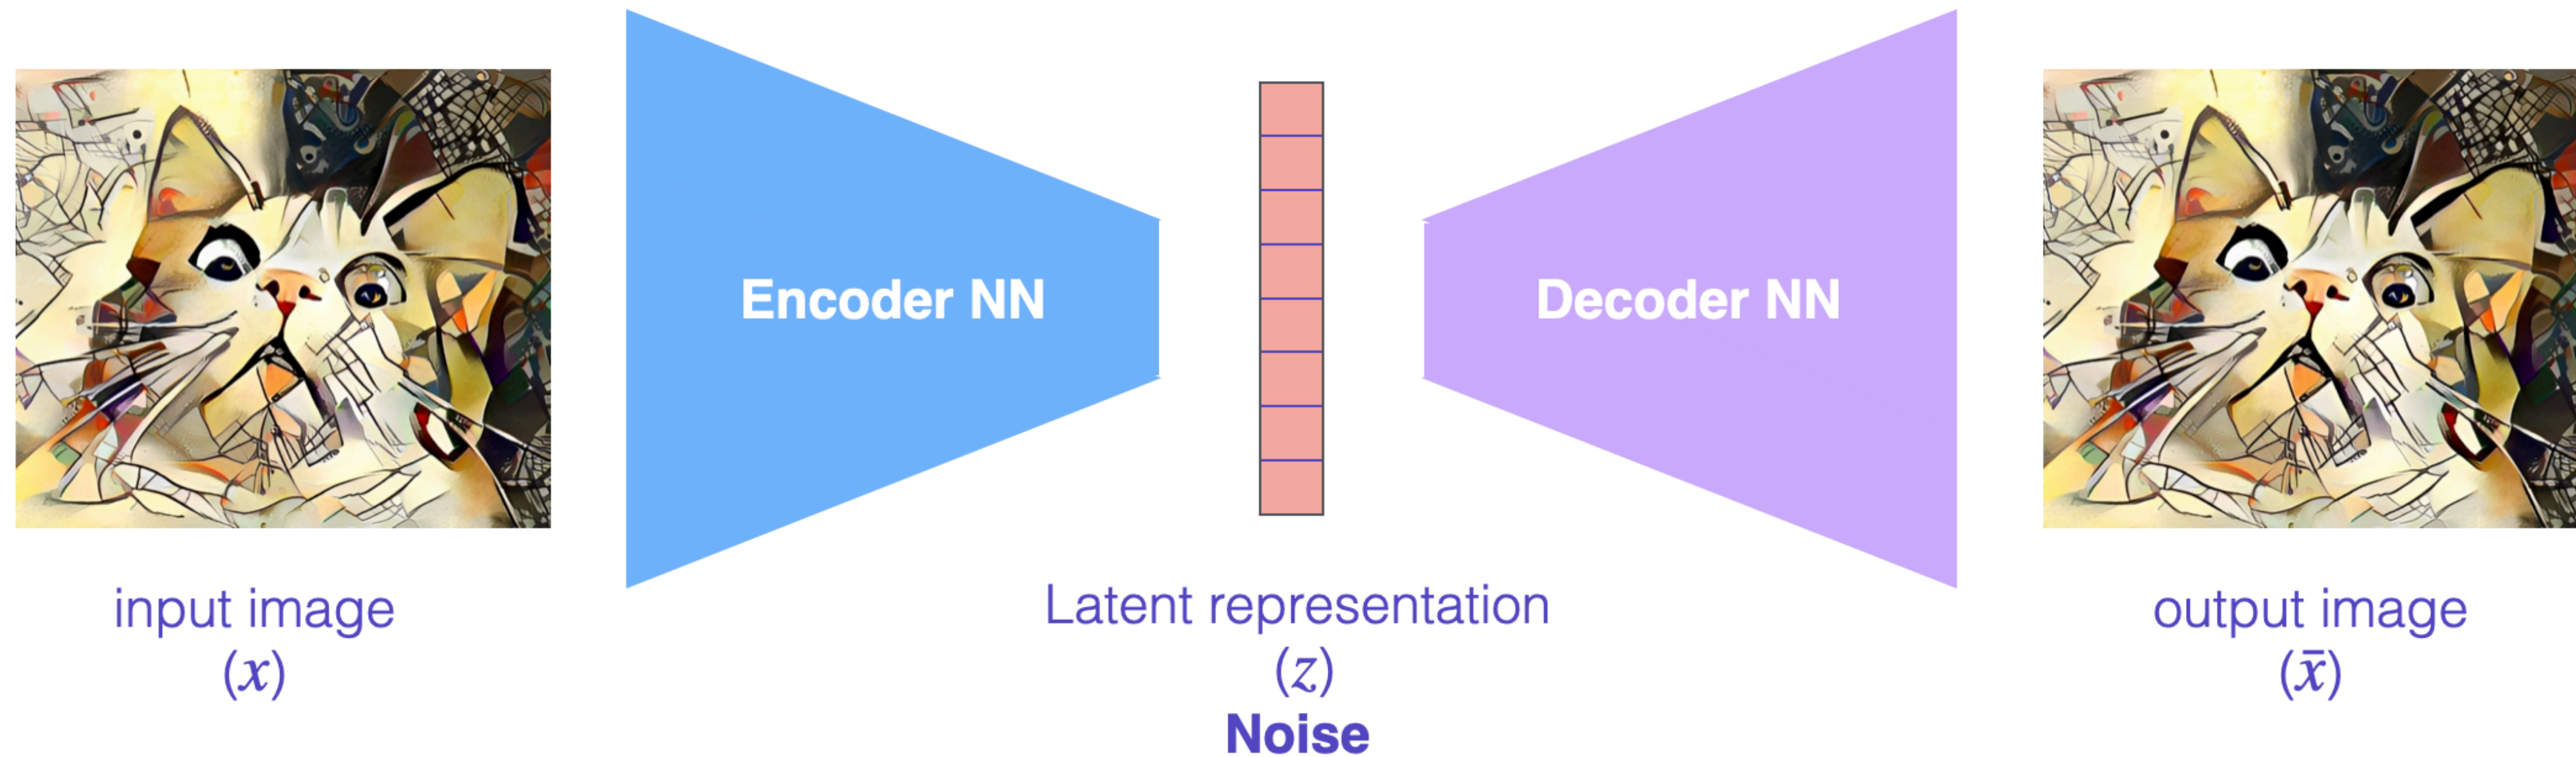 Encoder NN
Decoder NN
input image
(x)
Latent representation
(z)
Noise
output image
(x̄)